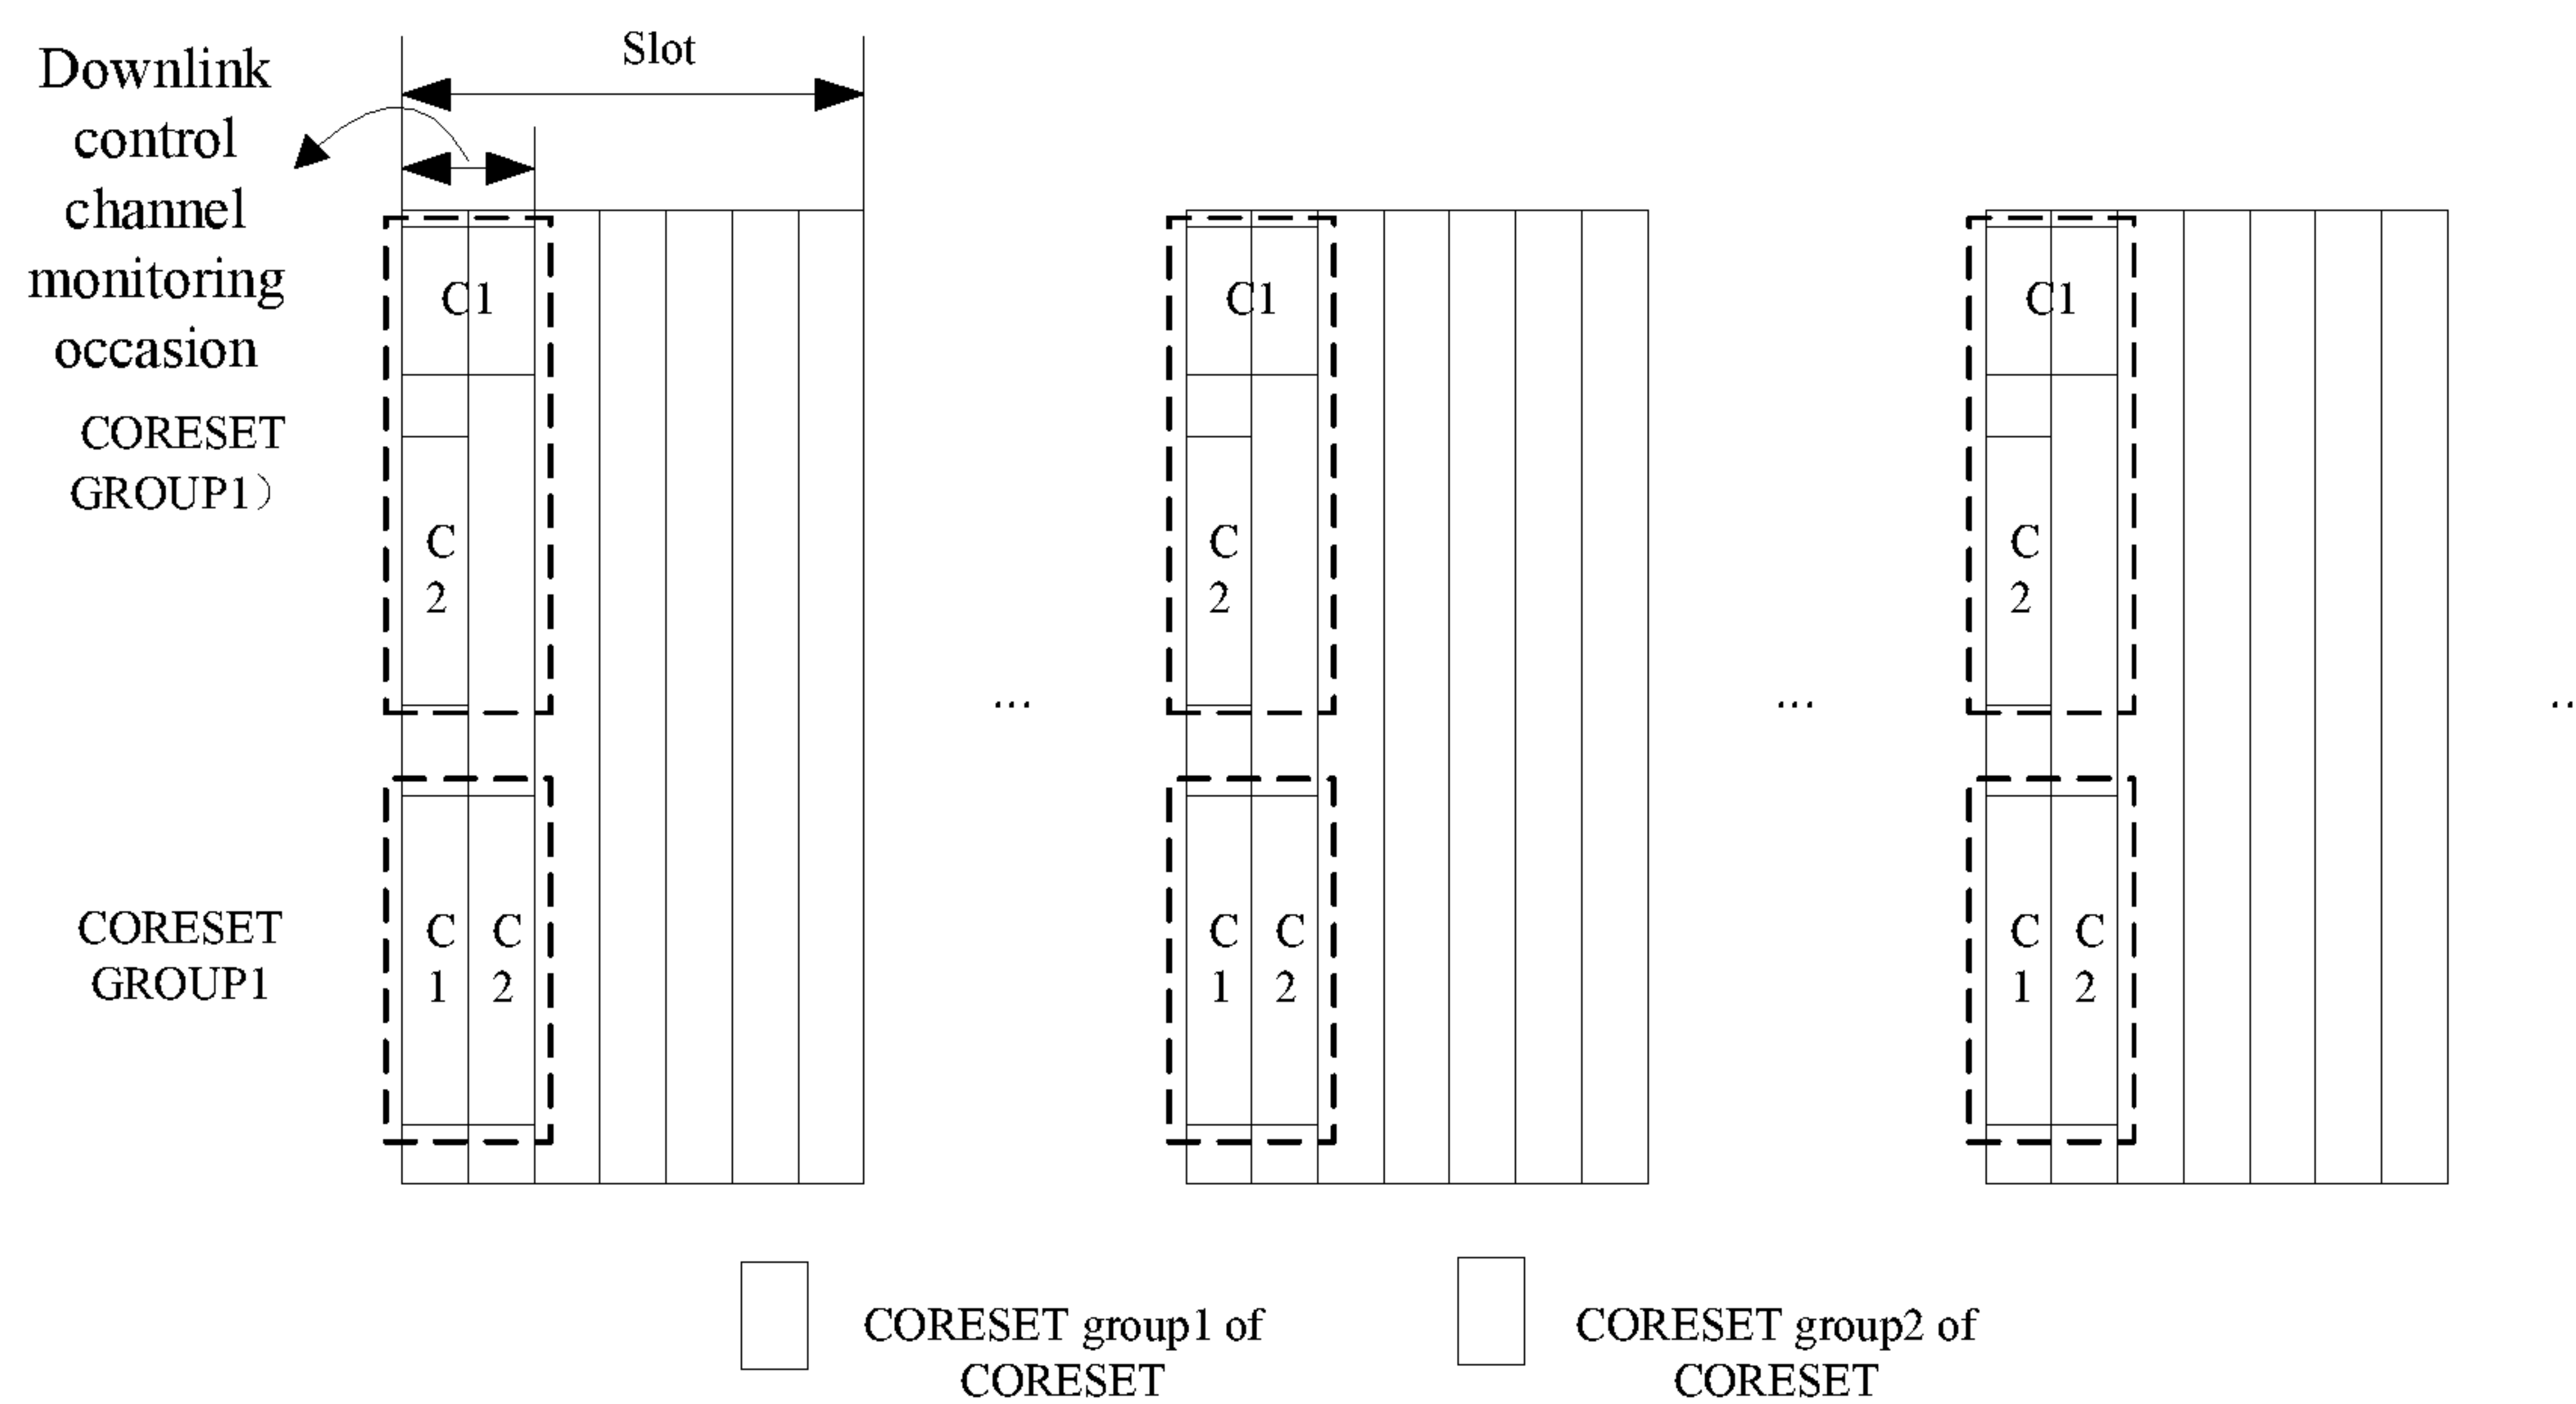 Slot
Downlink
control
channel
monitoring
occasion
CORESET
GROUP1）
C1
C1
C1
C
2
C
2
C
2
...
...
..
CORESET
GROUP1
C C
1 2
C C
1 2
C C
1 2
CORESET group1 of
CORESET
CORESET group2 of
CORESET